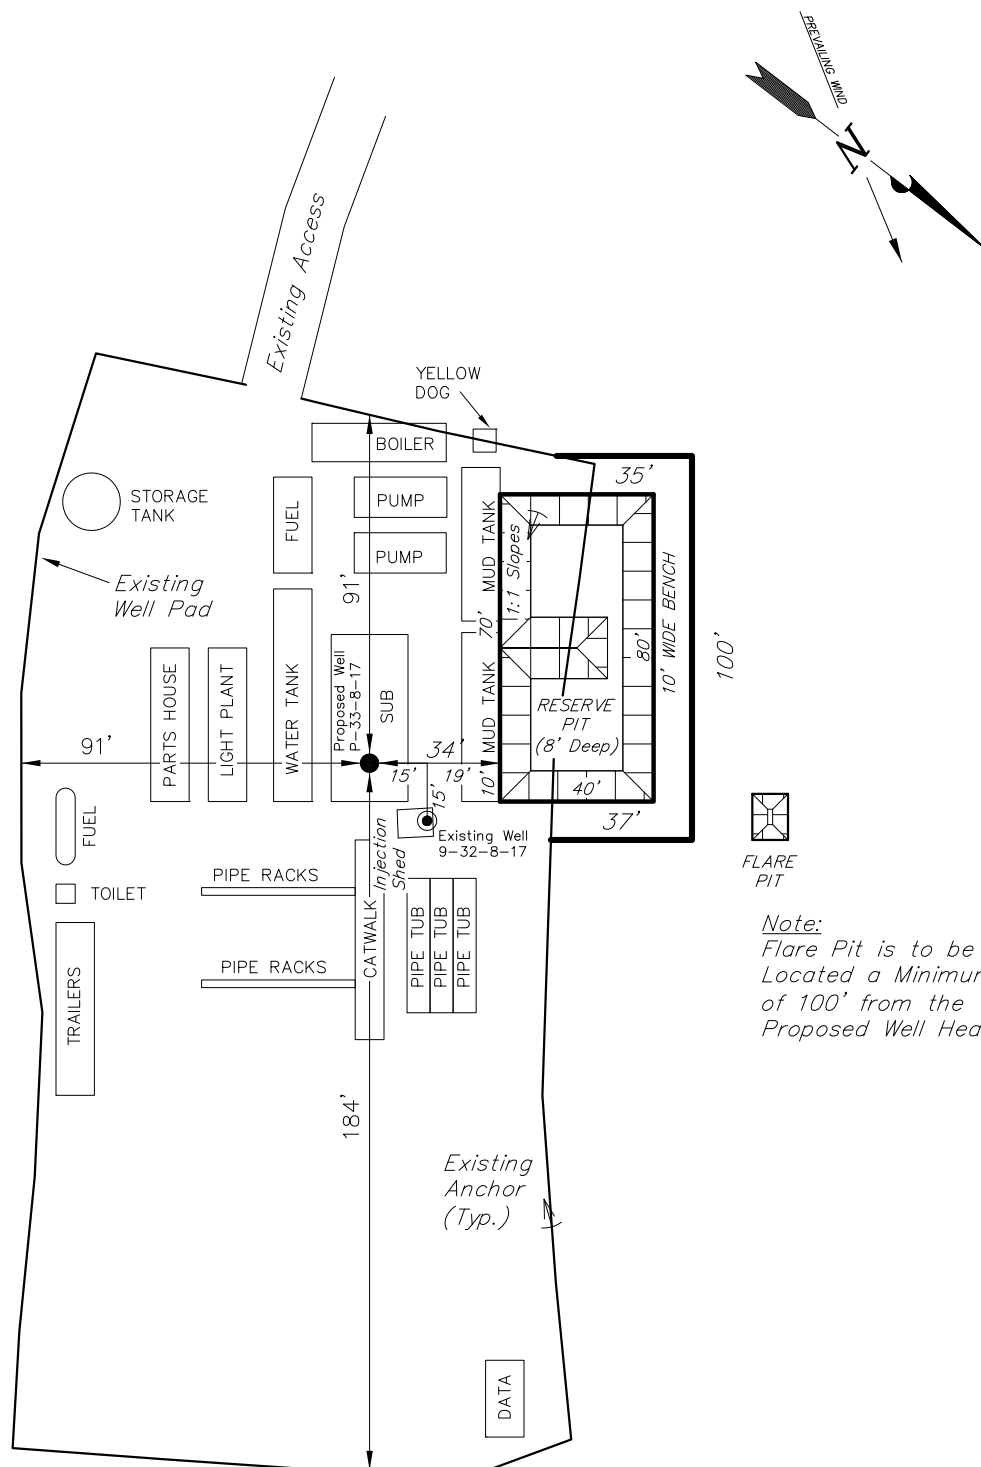 PREVAILING WIND
N
Existing Access
YELLOW
DOG
BOILER
35'
STORAGE
TANK
FUEL
PUMP
PUMP
MUD TANK
1:1 Slopes
Existing
Well Pad
91'
70'
80'
10' WIDE BENCH
100'
PARTS HOUSE
LIGHT PLANT
WATER TANK
Proposed Well
P-33-8-17
SUB
MUD TANK
RESERVE
PIT
(8' Deep)
91'
34'
15'
19'
10'
40'
15'
37'
FUEL
Existing Well
9-32-8-17
Injection
Shed
FLARE
PIT
PIPE RACKS
TOILET
CATWALK
PIPE TUB
PIPE TUB
PIPE TUB
PIPE RACKS
TRAILERS
Note:
Flare Pit is to be
Located a Minimu
of 100' from the
Proposed Well Hea
184'
Existing
Anchor
(Typ.)
DATA